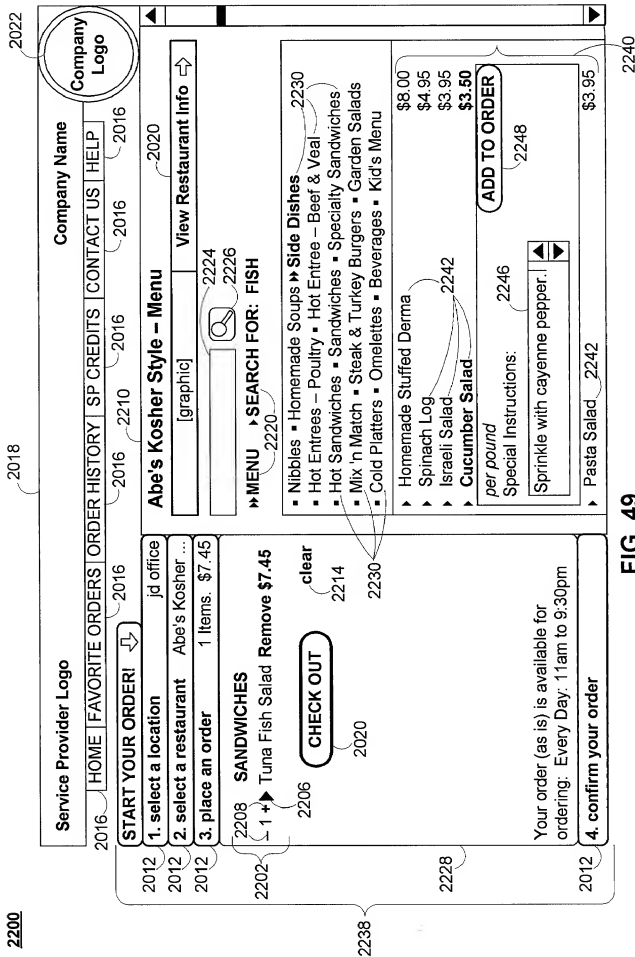 2200
2018
2022
Service Provider Logo
Company Name
Company
Logo
2016
HOME
FAVORITE ORDERS
ORDER HISTORY
SP CREDITS
CONTACT US
HELP
2016
2016
2016
2016
2016
2210
2020
START YOUR ORDER!
2012
1. select a location
jd office
2012
2. select a restaurant
Abe's Kosher ...
2012
3. place an order
1 Items. $7.45
2208
SANDWICHES
2202
– 1 +
Tuna Fish Salad Remove $7.45
2206
clear
2214
CHECK OUT
2020
2228
Your order (as is) is available for
ordering: Every Day: 11am to 9:30pm
2012
4. confirm your order
2238
Abe's Kosher Style – Menu
[graphic]
View Restaurant Info
2224
2226
MENU
SEARCH FOR: FISH
2220
2230
▪ Nibbles ▪ Homemade Soups Side Dishes
▪ Hot Entrees – Poultry ▪ Hot Entree – Beef & Veal
▪ Hot Sandwiches ▪ Sandwiches ▪ Specialty Sandwiches
▪ Mix 'n Match ▪ Steak & Turkey Burgers ▪ Garden Salads
▪ Cold Platters ▪ Omelettes ▪ Beverages ▪ Kid's Menu
2230
Homemade Stuffed Derma $8.00
Spinach Log $4.95
2242
Israeli Salad $3.95
Cucumber Salad $3.50
per pound
ADD TO ORDER
Special Instructions:
2246
2248
Sprinkle with cayenne pepper.
Pasta Salad 2242 $3.95
2240
FIG. 49